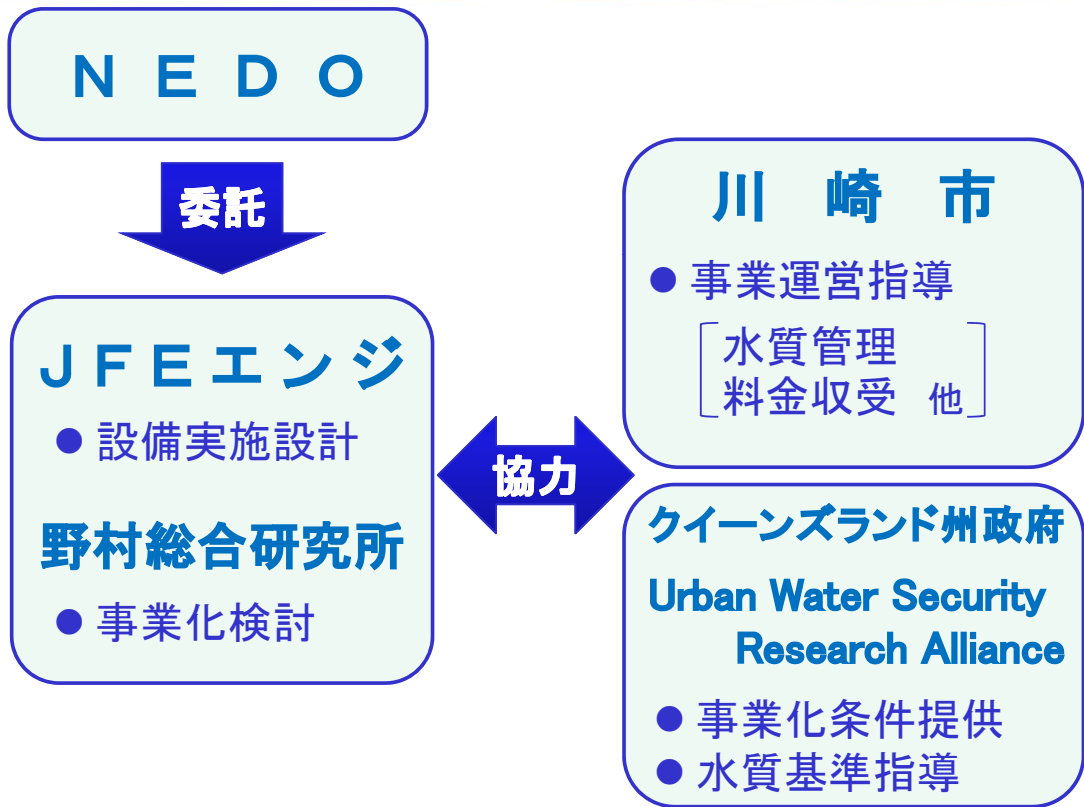 ＮＥＤＯ
委託
ＪＦＥエンジ
● 設備実施設計
野村総合研究所
● 事業化検討
協力
川崎市
● 事業運営指導
水質管理
料金収受 他
クイーンズランド州政府
Urban Water Security
Research Alliance
● 事業化条件提供
● 水質基準指導